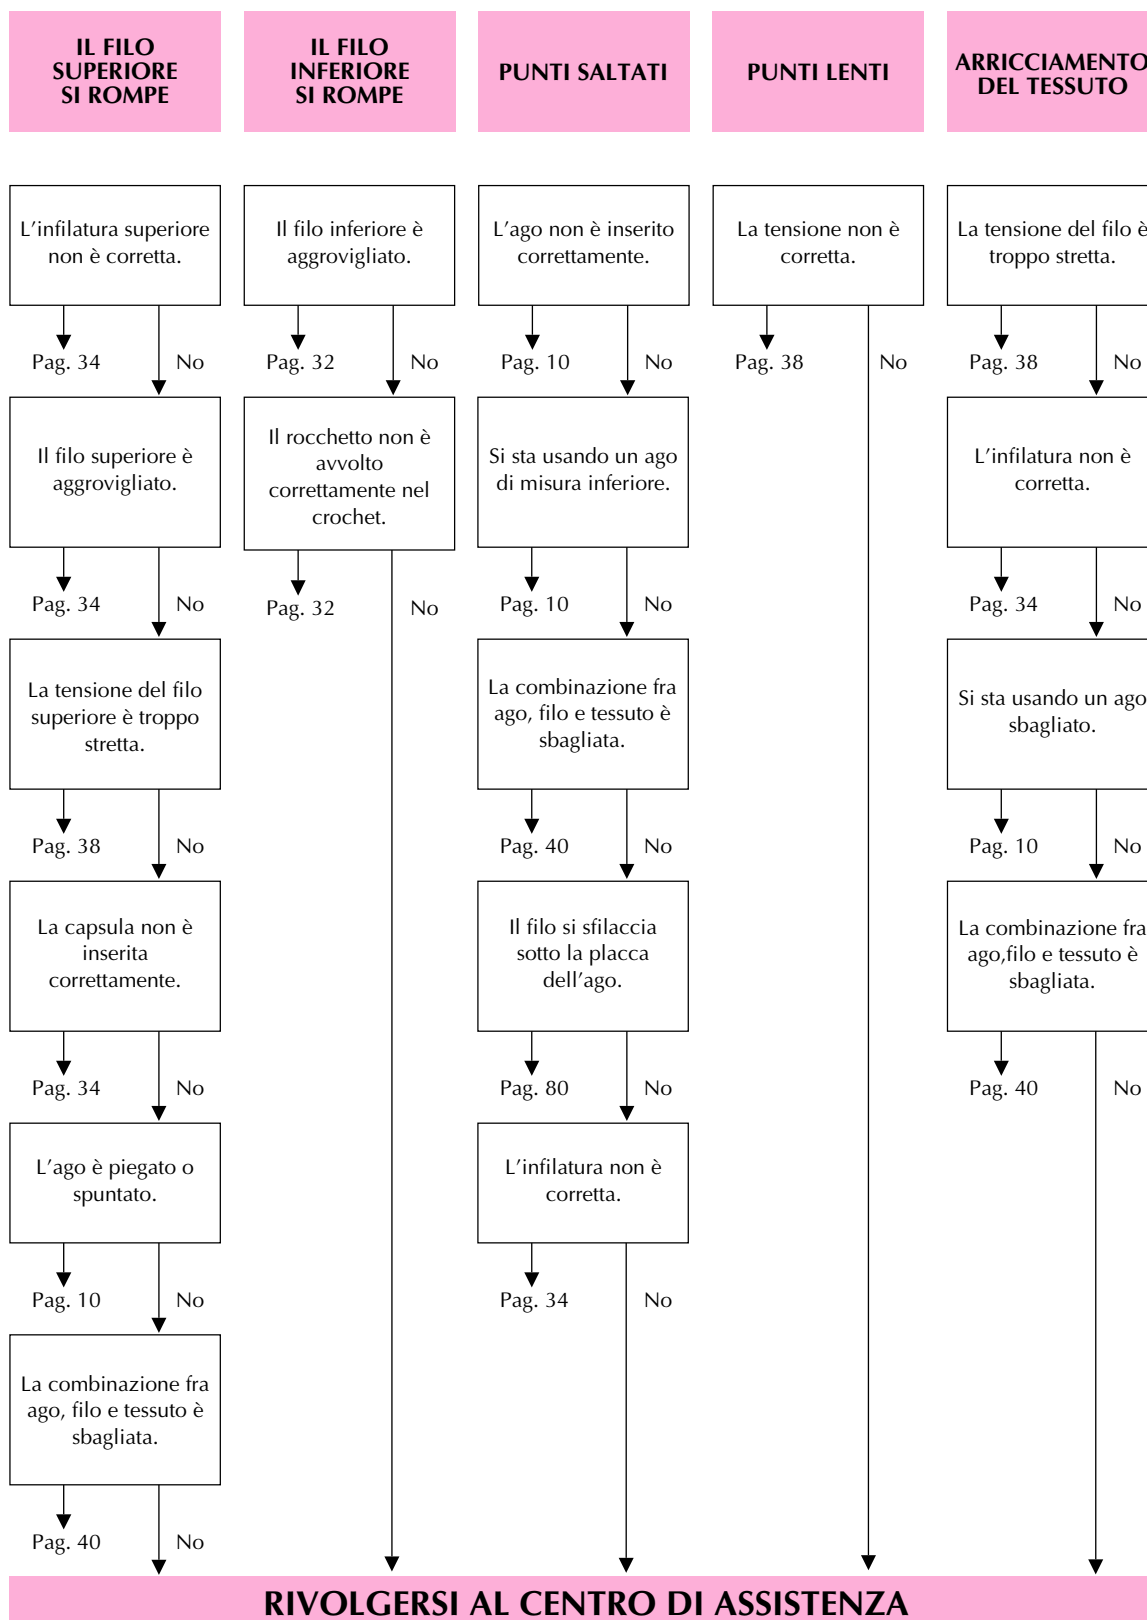 IL FILO
SUPERIORE
SI ROMPE
L'infilatura superiore
non è corretta.
Pag. 34
No
Il filo superiore è
aggrovigliato.
Pag. 34
No
La tensione del filo
superiore è troppo
stretta.
Pag. 38
No
La capsula non è
inserita
correttamente.
Pag. 34
No
L'ago è piegato o
spuntato.
Pag. 10
No
La combinazione fra
ago, filo e tessuto è
sbagliata.
Pag. 40
No
IL FILO
INFERIORE
SI ROMPE
Il filo inferiore è
aggrovigliato.
Pag. 32
No
Il rocchetto non è
avvolto
correttamente nel
crochet.
Pag. 32
No
PUNTI SALTATI
L'ago non è inserito
correttamente.
Pag. 10
No
Si sta usando un ago
di misura inferiore.
Pag. 10
No
La combinazione fra
ago, filo e tessuto è
sbagliata.
Pag. 40
No
Il filo si sfilaccia
sotto la placca
dell'ago.
Pag. 80
No
L'infilatura non è
corretta.
Pag. 34
No
PUNTI LENTI
La tensione non è
corretta.
Pag. 38
No
ARRICCIAMENTO
DEL TESSUTO
La tensione del filo è
troppo stretta.
Pag. 38
No
L'infilatura non è
corretta.
Pag. 34
No
Si sta usando un ago
sbagliato.
Pag. 10
No
La combinazione fra
ago,filo e tessuto è
sbagliata.
Pag. 40
No
RIVOLGERSI AL CENTRO DI ASSISTENZA